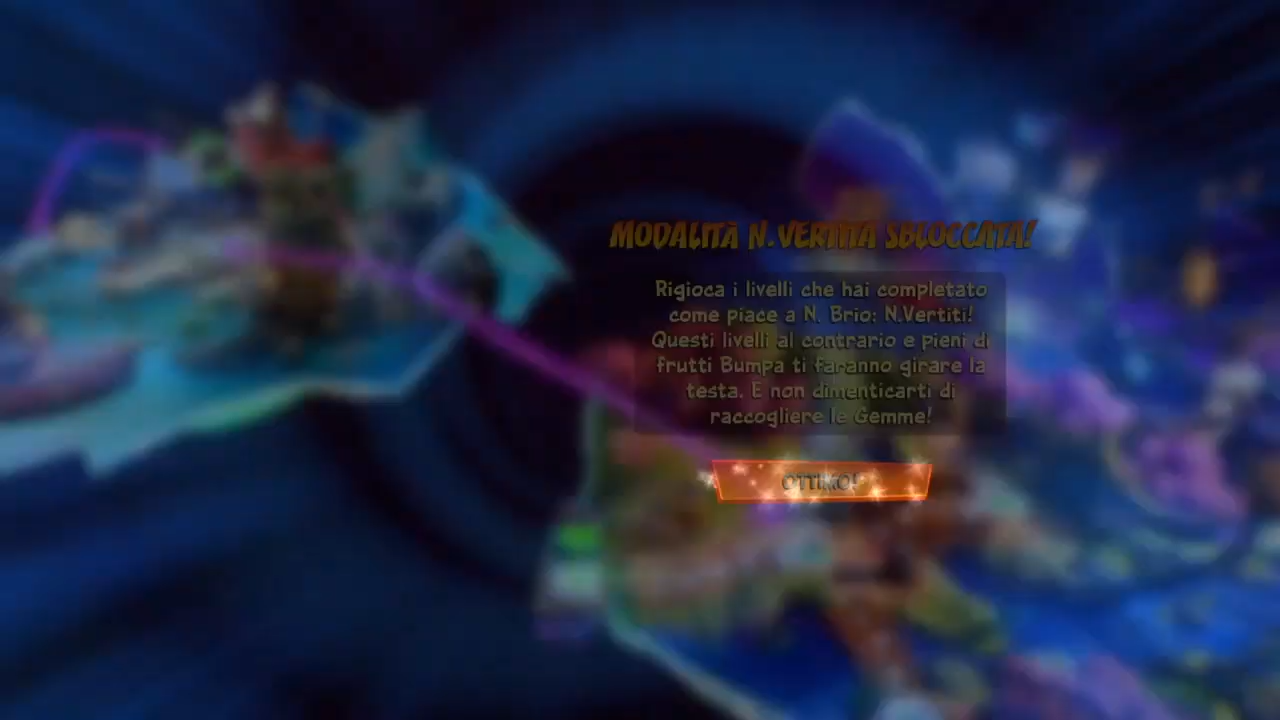 MODALITÀ N.VERTITA SBLOCCATA!
Rigioca i livelli che hai completato
come piace a N. Brio: N.Vertiti!
Questi livelli al contrario e pieni di
frutti Bumpa ti faranno girare la
testa. E non dimenticarti di
raccogliere le Gemme!
OTTIMO!